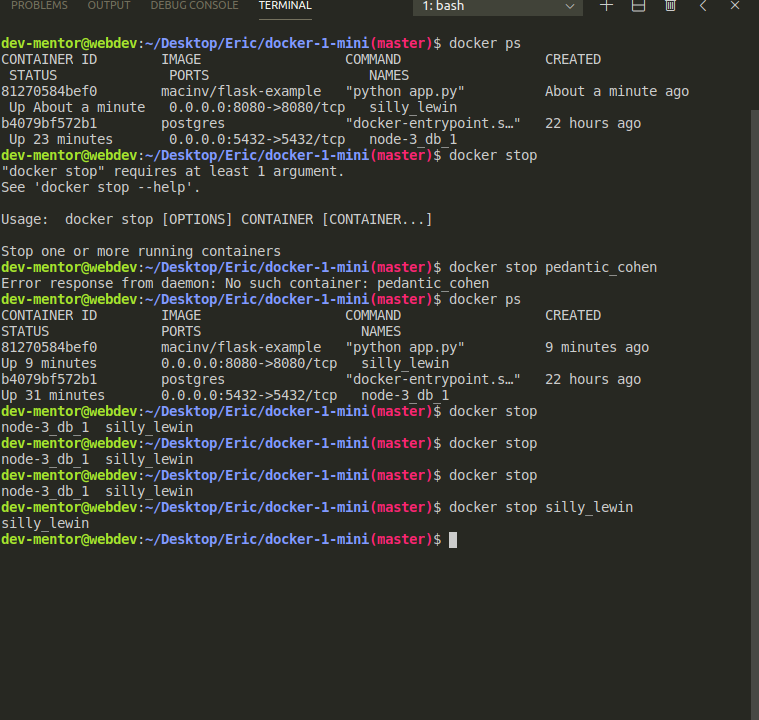 PROBLEMS OUTPUT DEBUG CONSOLE TERMINAL 1: bash
dev-mentor@webdev:~/Desktop/Eric/docker-1-mini(master)$ docker ps
CONTAINER ID        IMAGE                  COMMAND                  CREATED
 STATUS              PORTS                    NAMES
81270584bef0        macinv/flask-example   "python app.py"          About a minute ago
 Up About a minute   0.0.0.0:8080->8080/tcp   silly_lewin
b4079bf572b1        postgres               "docker-entrypoint.s…"   22 hours ago
 Up 23 minutes       0.0.0.0:5432->5432/tcp   node-3_db_1
dev-mentor@webdev:~/Desktop/Eric/docker-1-mini(master)$ docker stop
"docker stop" requires at least 1 argument.
See 'docker stop --help'.
Usage:  docker stop [OPTIONS] CONTAINER [CONTAINER...]
Stop one or more running containers
dev-mentor@webdev:~/Desktop/Eric/docker-1-mini(master)$ docker stop pedantic_cohen
Error response from daemon: No such container: pedantic_cohen
dev-mentor@webdev:~/Desktop/Eric/docker-1-mini(master)$ docker ps
CONTAINER ID        IMAGE                  COMMAND                  CREATED
STATUS              PORTS                    NAMES
81270584bef0        macinv/flask-example   "python app.py"          9 minutes ago
Up 9 minutes        0.0.0.0:8080->8080/tcp   silly_lewin
b4079bf572b1        postgres               "docker-entrypoint.s…"   22 hours ago
Up 31 minutes       0.0.0.0:5432->5432/tcp   node-3_db_1
dev-mentor@webdev:~/Desktop/Eric/docker-1-mini(master)$ docker stop
node-3_db_1  silly_lewin
dev-mentor@webdev:~/Desktop/Eric/docker-1-mini(master)$ docker stop
node-3_db_1  silly_lewin
dev-mentor@webdev:~/Desktop/Eric/docker-1-mini(master)$ docker stop
node-3_db_1  silly_lewin
dev-mentor@webdev:~/Desktop/Eric/docker-1-mini(master)$ docker stop silly_lewin
silly_lewin
dev-mentor@webdev:~/Desktop/Eric/docker-1-mini(master)$